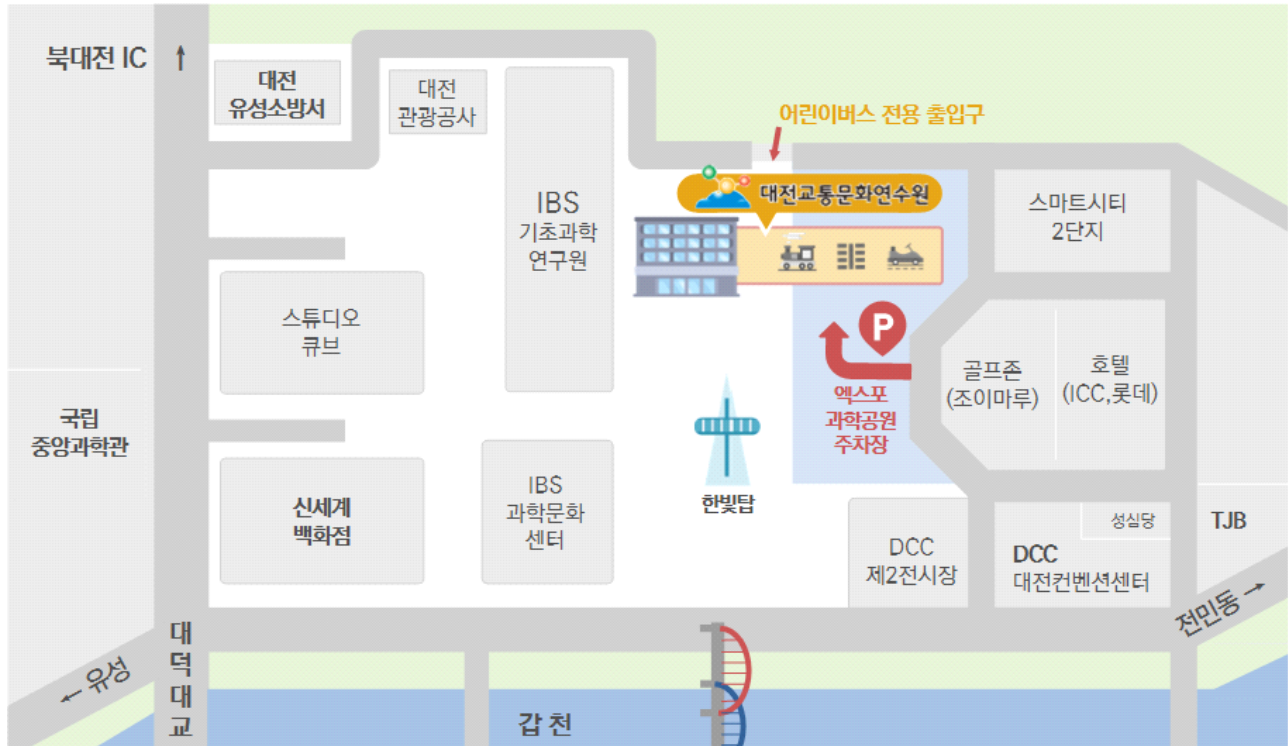 북대전 IC
↑
대전
유성소방서
대전
관광공사
어린이버스 전용 출입구
대전교통문화연수원
IBS
기초과학
연구원
스마트시티
2단지
스튜디오
큐브
P
엑스포
과학공원
주차장
골프존
(조이마루)
호텔
(ICC,롯데)
국립
중앙과학관
신세계
백화점
IBS
과학문화
센터
한빛탑
DCC
제2전시장
성심당
DCC
대전컨벤션센터
TJB
전민동 →
← 유성
대
덕
대
교
갑 천